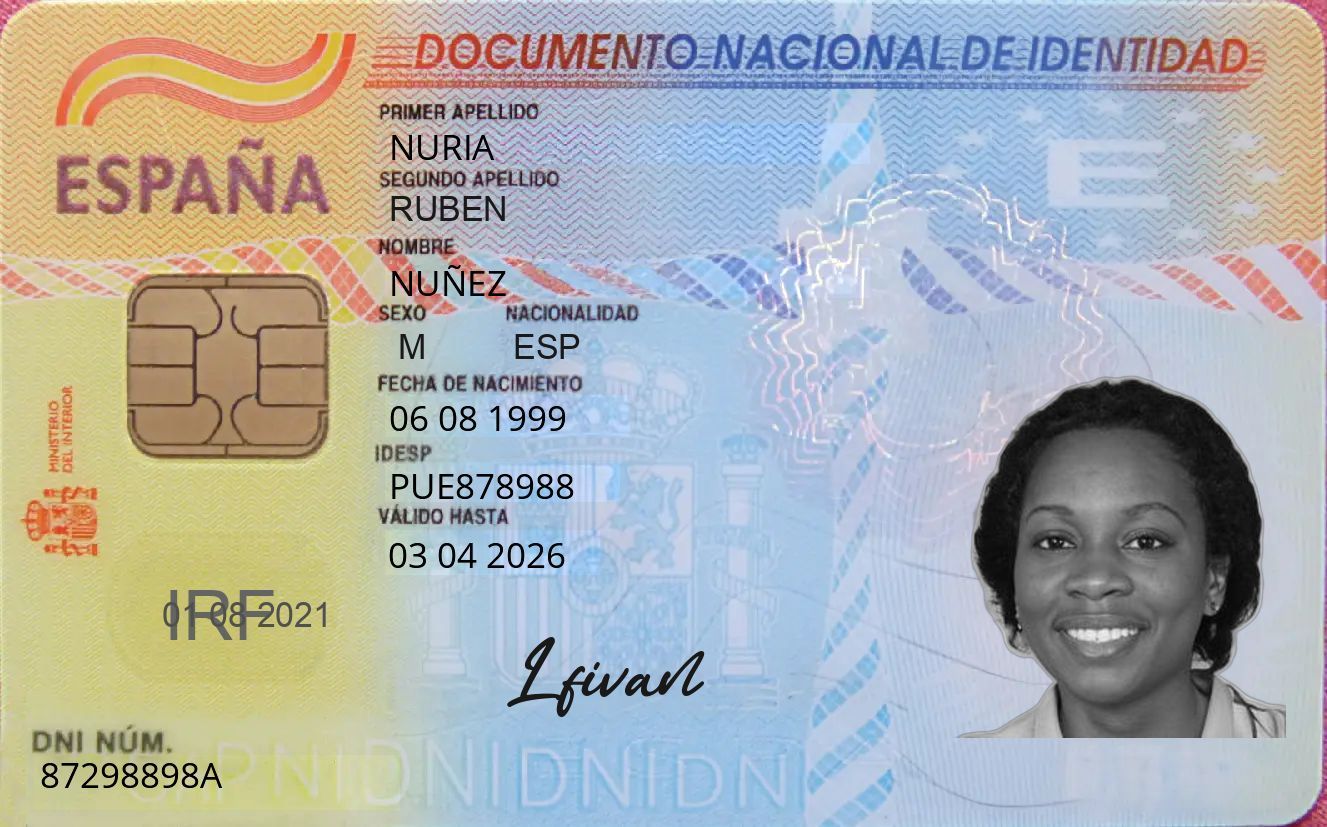 DOCUMENTO NACIONAL DE IDENTIDAD
ESPAÑA
PRIMER APELLIDO
NURIA
SEGUNDO APELLIDO
RUBEN
NOMBRE
NUÑEZ
SEXO NACIONALIDAD
M ESP
FECHA DE NACIMIENTO
06 08 1999
IDESP
PUE878988
VÁLIDO HASTA
03 04 2026
MINISTERIO
DEL INTERIOR
IRF
01-08-2021
Lfivan
E
DNI NÚM.
87298898A
DNIDNIDNIDN